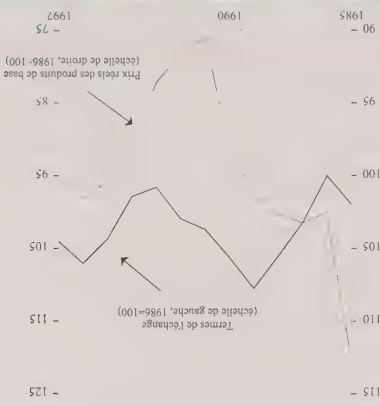 115 – – 125
Termes de l'échange
(échelle de gauche, 1986=100)
110 – – 115
105 – – 105
100 – – 95
95 – – 85
Prix réels des produits de base
(échelle de droite, 1986=100)
90 – – 75
1985 1990 1997